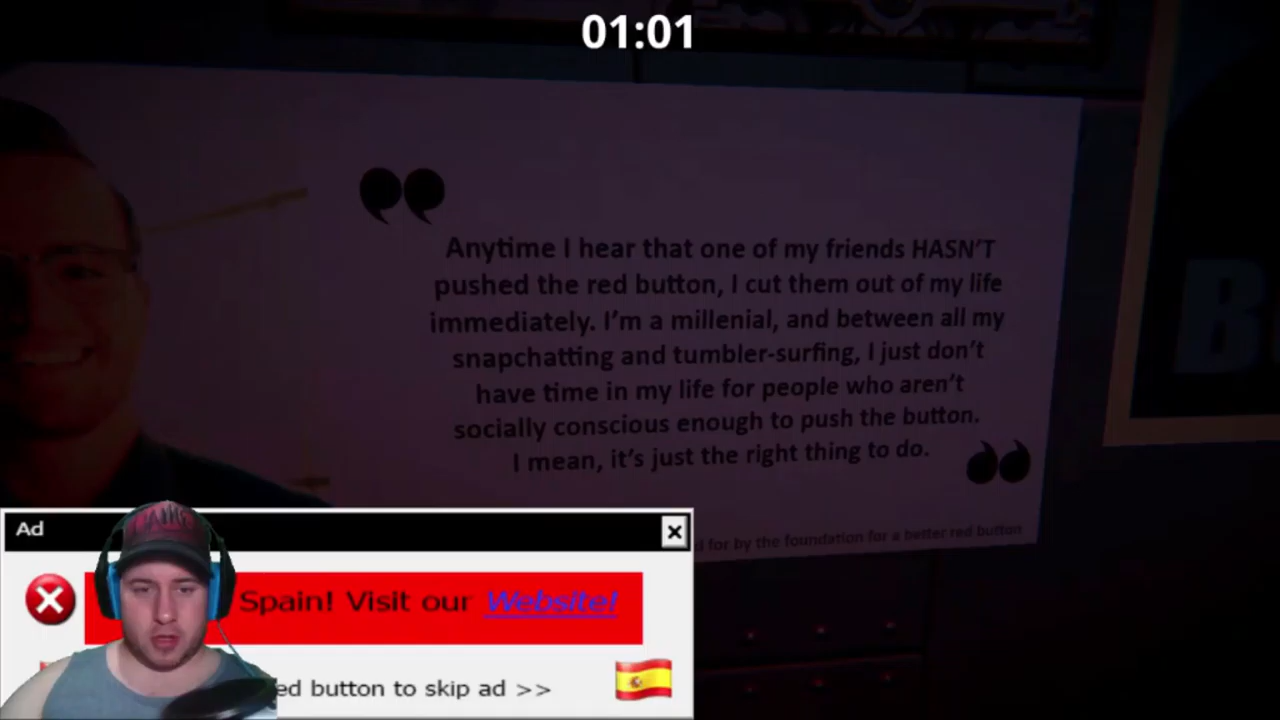 01:01
Anytime I hear that one of my friends HASN'T
pushed the red button, I cut them out of my life
immediately. I'm a millenial, and between all my
snapchatting and tumbler-surfing, I just don't
have time in my life for people who aren't
socially conscious enough to push the button.
I mean, it's just the right thing to do.
for by the foundation for a better red button
Ad
Spain! Visit our Website!
button to skip ad >>